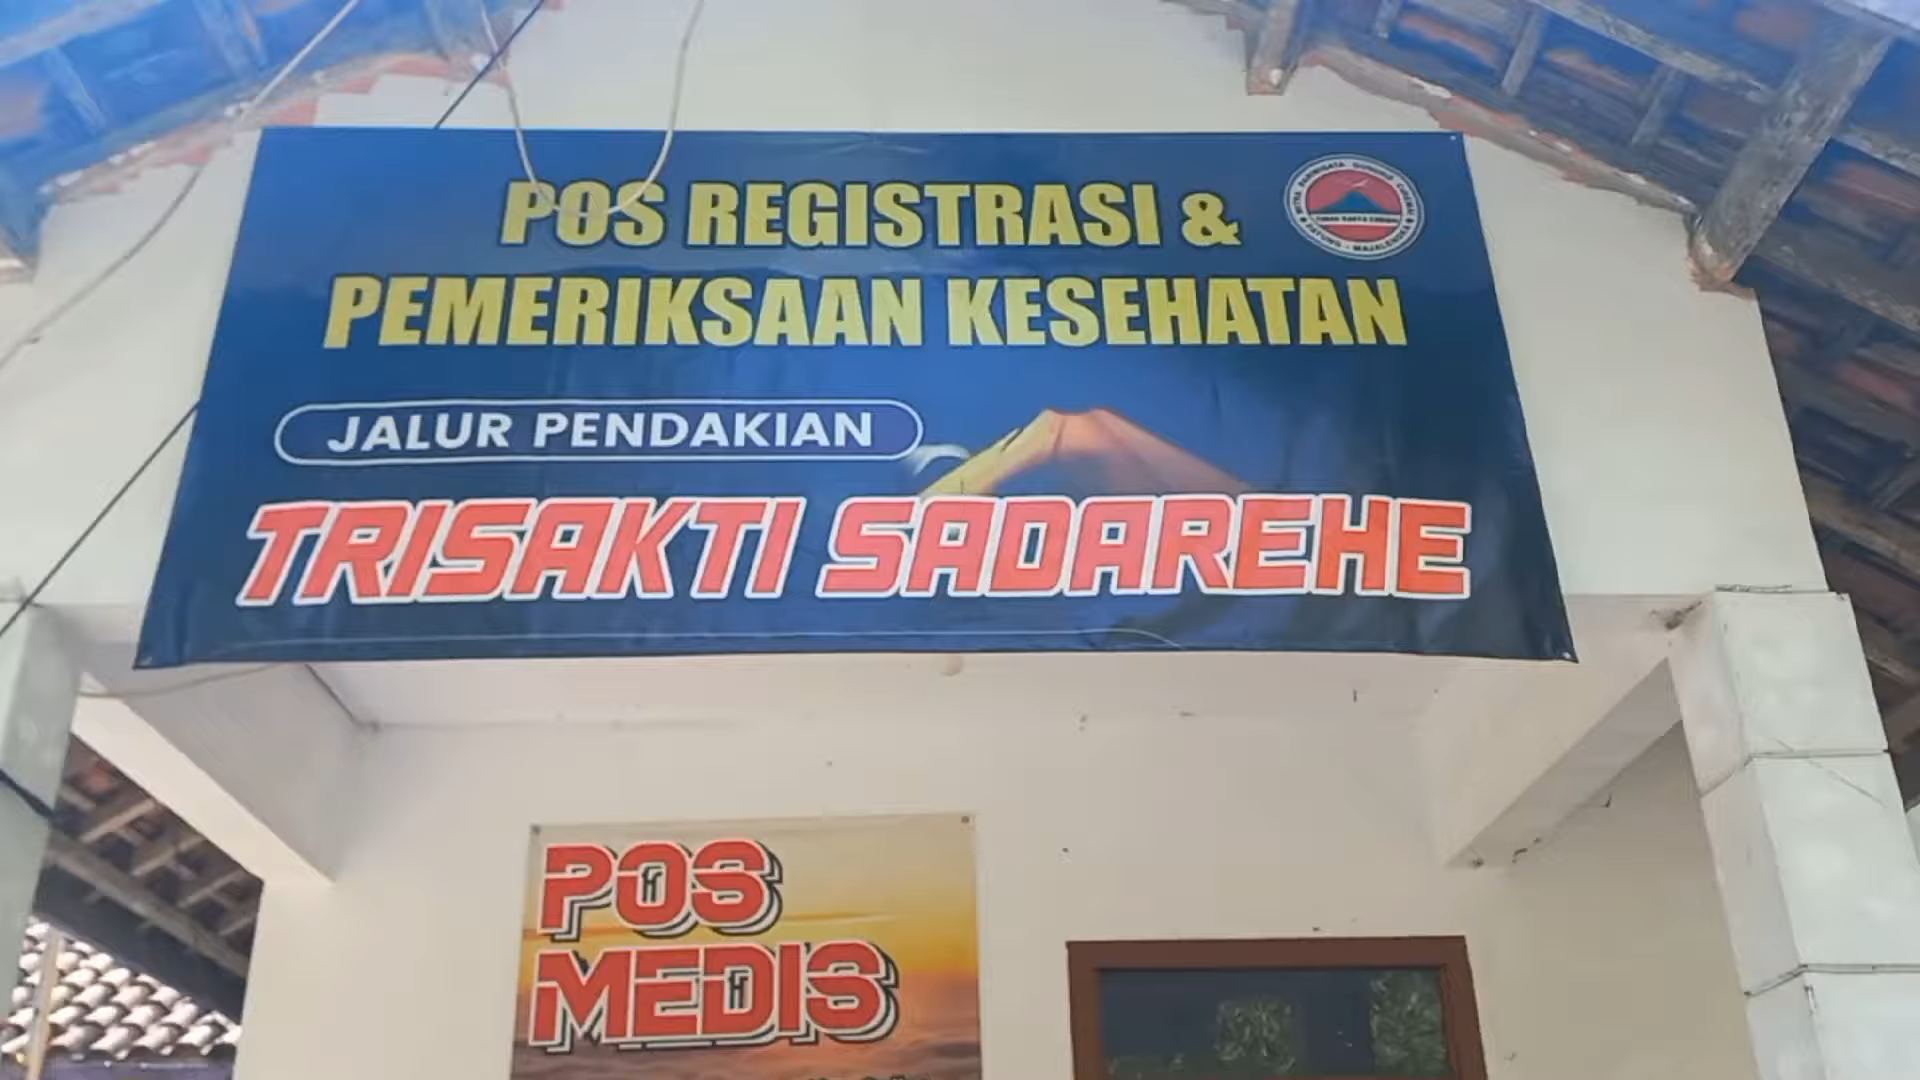 POS REGISTRASI &
PEMERIKSAAN KESEHATAN
JALUR PENDAKIAN
TRISAKTI SADAREHE
POS
MEDIS